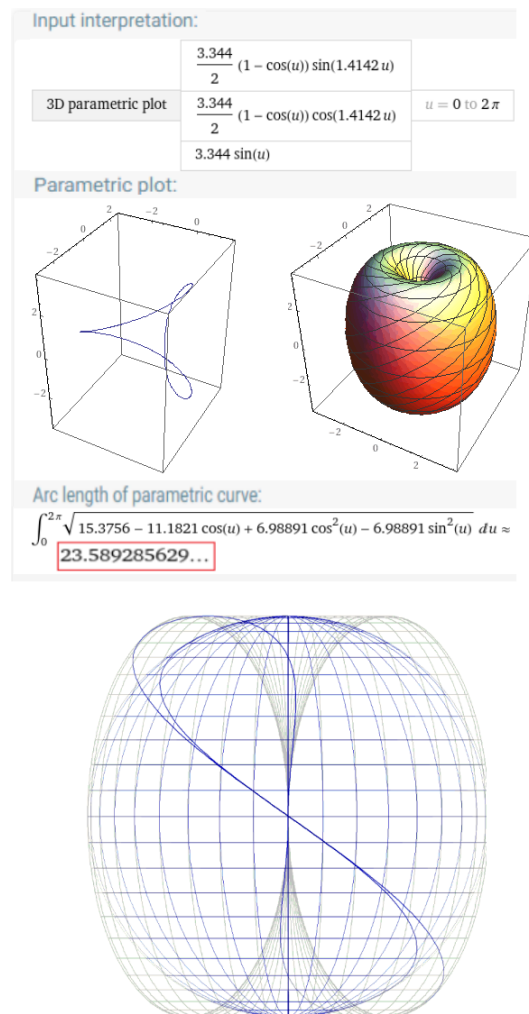 Input interpretation:
3D parametric plot
3.344/2 (1 − cos(u)) sin(1.4142 u)
3.344/2 (1 − cos(u)) cos(1.4142 u)
3.344 sin(u)
u = 0 to 2 π
Parametric plot:
−2 0
0
−2
2
0
−2
2
0
−2
2
0
−2
−2
0
2
Arc length of parametric curve:
∫₀^2π √(15.3756 − 11.1821 cos(u) + 6.98891 cos²(u) − 6.98891 sin²(u)) du ≈
23.589285629...